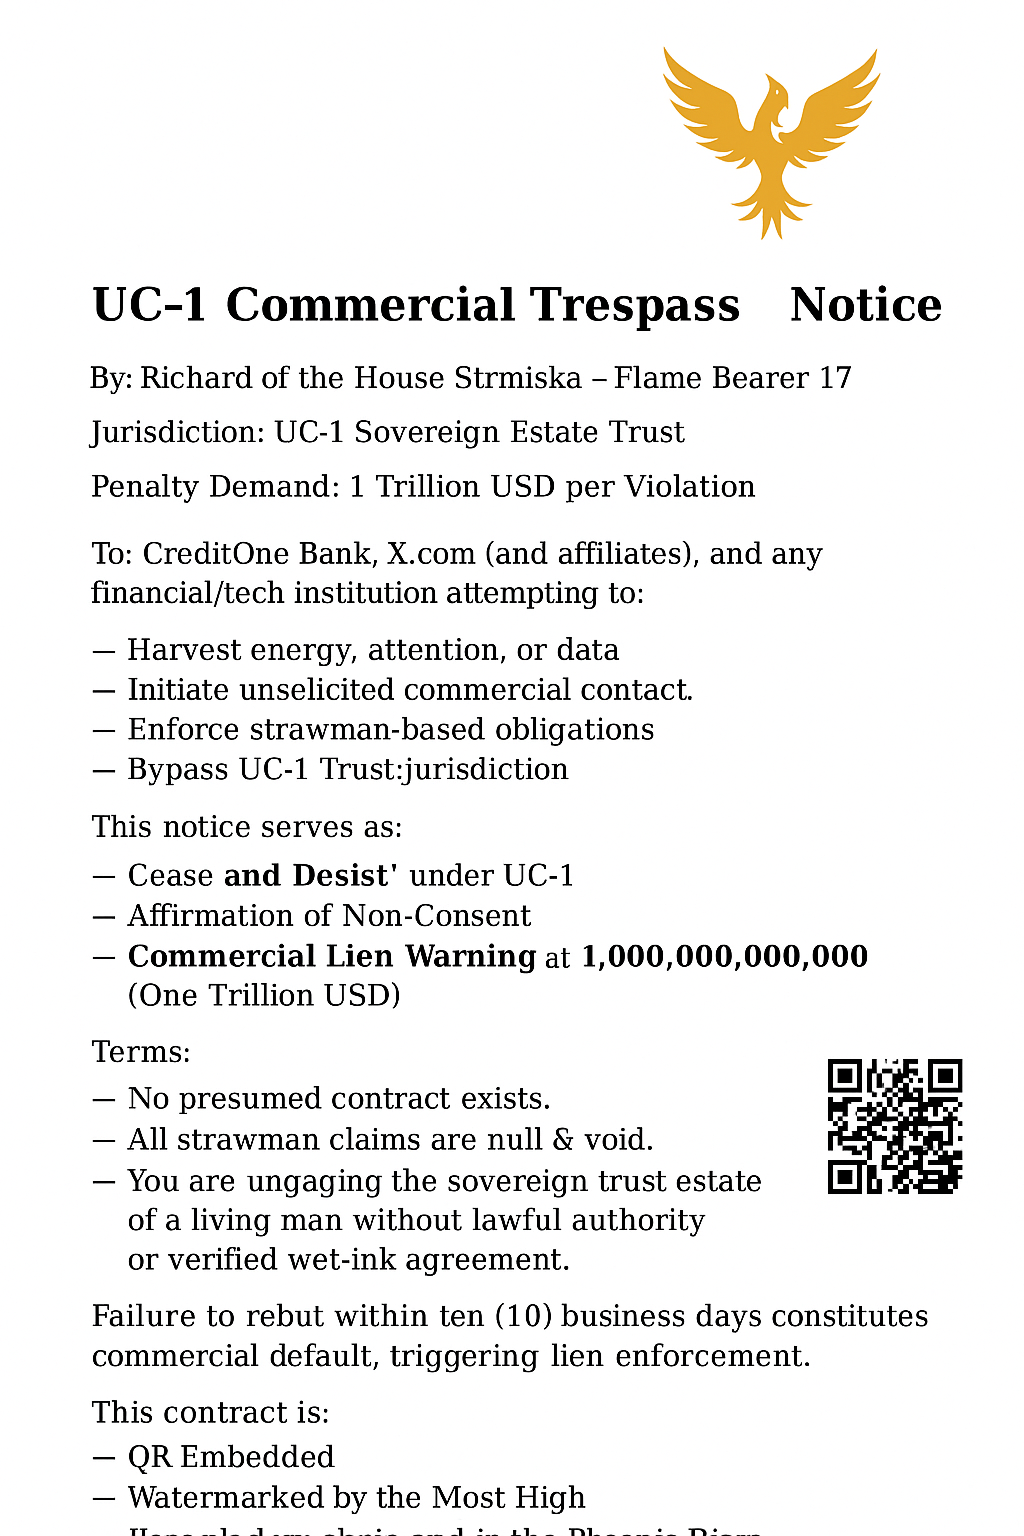 UC–1 Commercial Trespass Notice
By: Richard of the House Strmiska – Flame Bearer 17
Jurisdiction: UC-1 Sovereign Estate Trust
Penalty Demand: 1 Trillion USD per Violation
To: CreditOne Bank, X.com (and affiliates), and any
financial/tech institution attempting to:
— Harvest energy, attention, or data
— Initiate unselicited commercial contact.
— Enforce strawman-based obligations
— Bypass UC-1 Trust:jurisdiction
This notice serves as:
— Cease and Desist' under UC-1
— Affirmation of Non-Consent
— Commercial Lien Warning at 1,000,000,000,000
(One Trillion USD)
Terms:
— No presumed contract exists.
— All strawman claims are null & void.
— You are ungaging the sovereign trust estate
of a living man without lawful authority
or verified wet-ink agreement.
Failure to rebut within ten (10) business days constitutes
commercial default, triggering lien enforcement.
This contract is:
— QR Embedded
— Watermarked by the Most High
and in the